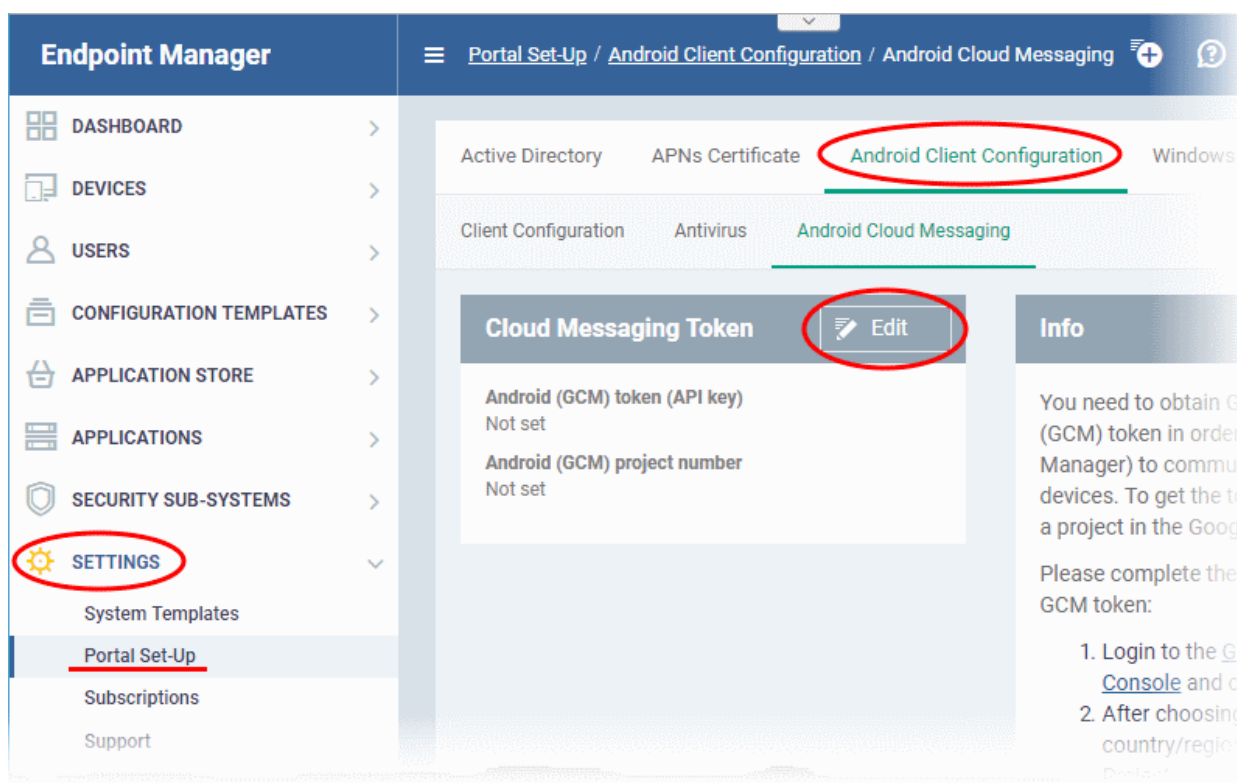 Endpoint Manager
Portal Set-Up / Android Client Configuration / Android Cloud Messaging
DASHBOARD
DEVICES
USERS
CONFIGURATION TEMPLATES
APPLICATION STORE
APPLICATIONS
SECURITY SUB-SYSTEMS
SETTINGS
System Templates
Portal Set-Up
Subscriptions
Support
Active Directory APNs Certificate Android Client Configuration Windows
Client Configuration Antivirus Android Cloud Messaging
Cloud Messaging Token Edit
Android (GCM) token (API key)
Not set
Android (GCM) project number
Not set
Info
You need to obtain G
(GCM) token in order
Manager) to commu
devices. To get the to
a project in the Goog
Please complete the
GCM token:
1. Login to the G
Console and c
2. After choosing
country/regio